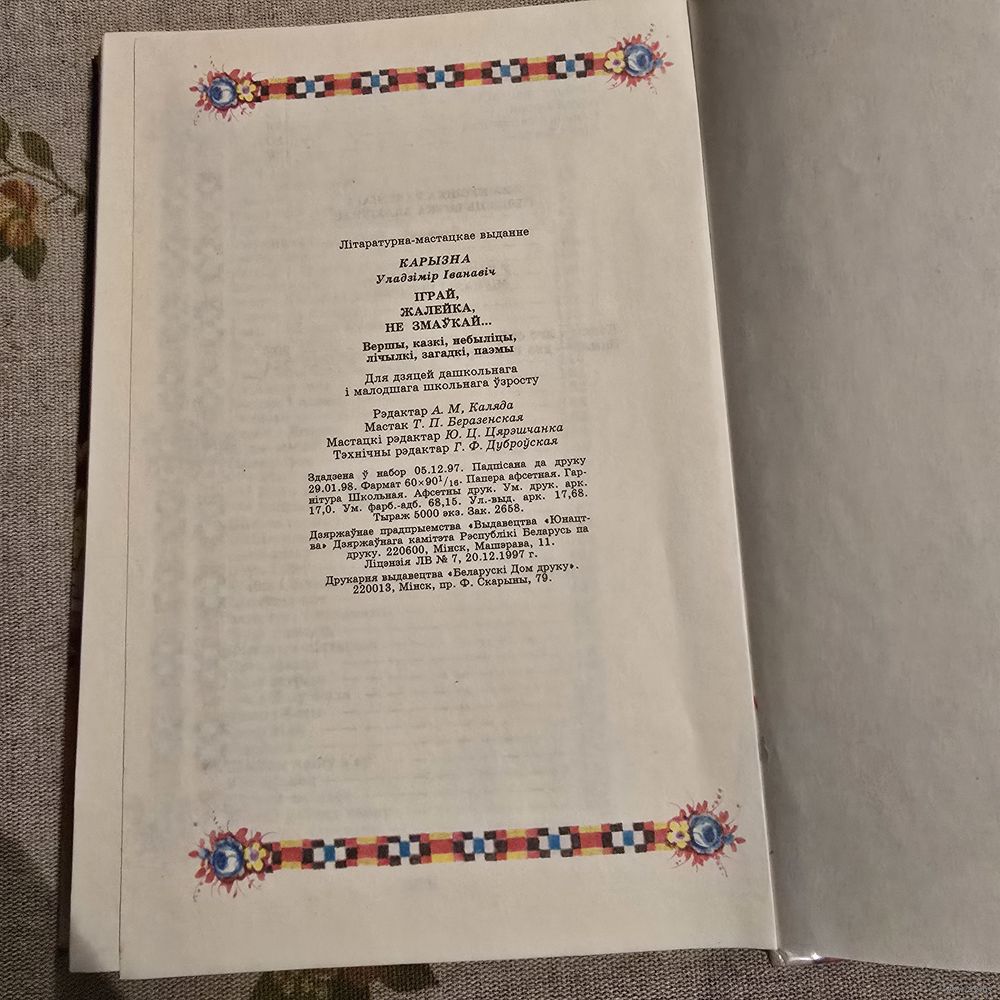 Літаратурна-мастацкае выданне
КАРЫЗНА
Уладзімір Іванавіч
ІГРАЙ,
ЖАЛЕЙКА,
НЕ ЗМАЎКАЙ...
Вершы, казкі, небыліцы,
лічылкі, загадкі, паэмы
Для дзяцей дашкольнага
і малодшага школьнага ўзросту
Рэдактар А. М. Каляда
Мастак Т. П. Беразенская
Мастацкі рэдактар Ю. Ц. Цярэшчанка
Тэхнічны рэдактар Г. Ф. Дуброўская
Здадзена ў набор 05.12.97. Падпісана да друку
29.01.98. Фармат 60×90¹/₁₆. Папера афсетная. Гар-
нітура Школьная. Афсетны друк. Ум. друк. арк.
17,0. Ум. фарб.-адб. 68,15. Ул.-выд. арк. 17,68.
Тыраж 5000 экз. Зак. 2658.
Дзяржаўнае прадпрыемства «Выдавецтва «Юнацт-
ва» Дзяржаўнага камітэта Рэспублікі Беларусь па
друку. 220600, Мінск, Машэрава, 11.
Ліцэнзія ЛВ № 7, 20.12.1997 г.
Друкарня выдавецтва «Беларускі Дом друку».
220013, Мінск, пр. Ф. Скарыны, 79.